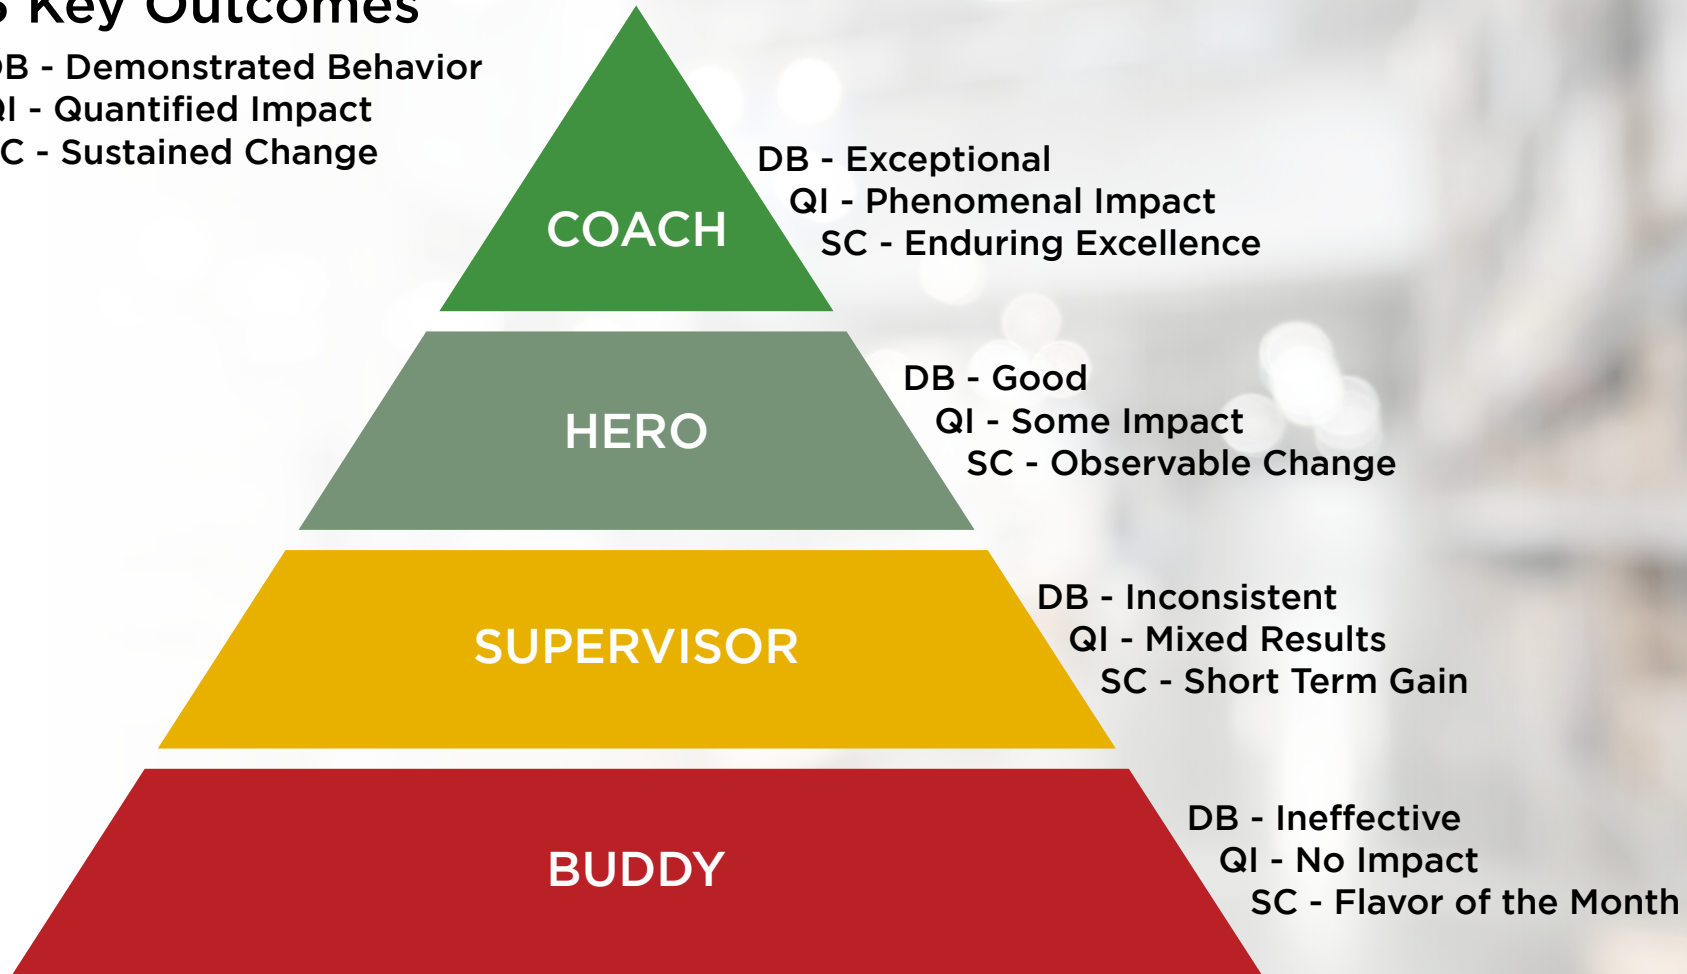 Key Outcomes
DB - Demonstrated Behavior
QI - Quantified Impact
C - Sustained Change
COACH
DB - Exceptional
QI - Phenomenal Impact
SC - Enduring Excellence
HERO
DB - Good
QI - Some Impact
SC - Observable Change
SUPERVISOR
DB - Inconsistent
QI - Mixed Results
SC - Short Term Gain
BUDDY
DB - Ineffective
QI - No Impact
SC - Flavor of the Month